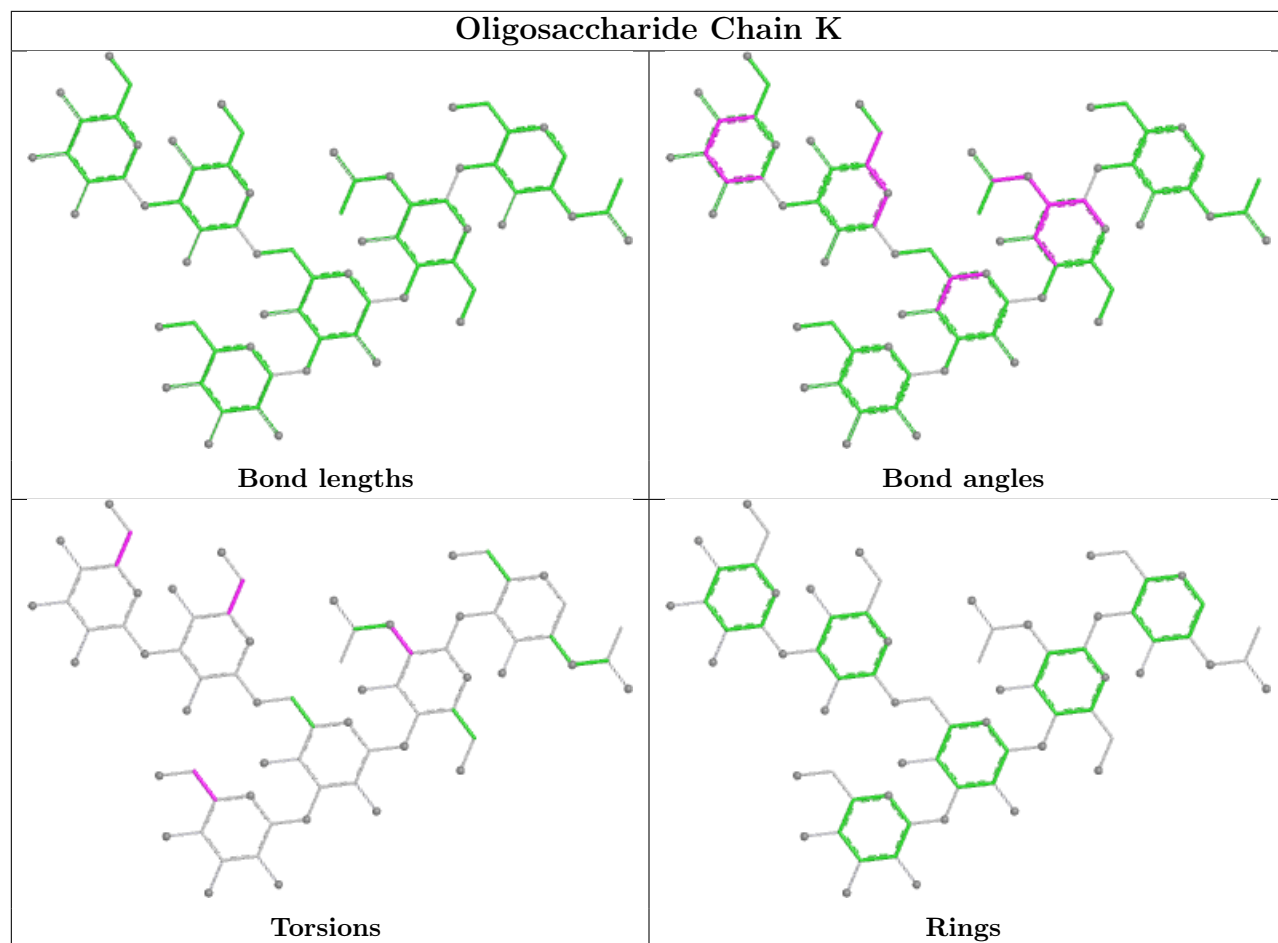 Oligosaccharide Chain K
Bond lengths
Bond angles
Torsions
Rings